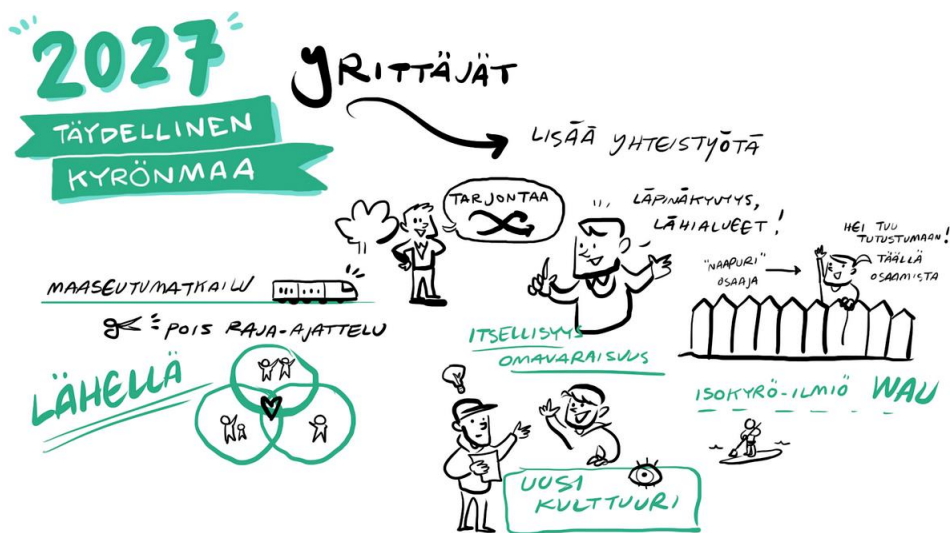 2027
TÄYDELLINEN
KYRÖNMAA
YRITTÄJÄT
LISÄÄ YHTEISTYÖTÄ
TARJONTAA
LÄPINÄKYVYYS,
LÄHIALUEET!
HEI TUU
TUTUSTUMAAN!
TÄÄLLÄ
OSAAMISTA
"NAAPURI"
OSAAJA
MAASEUTUMATKAILU
POIS RAJA-AJATTELU
LÄHELLÄ
ITSELLISYYS
OMAVARAISUUS
ISOKYRÖ-ILMIÖ WAU
UUSI
KULTTUURI